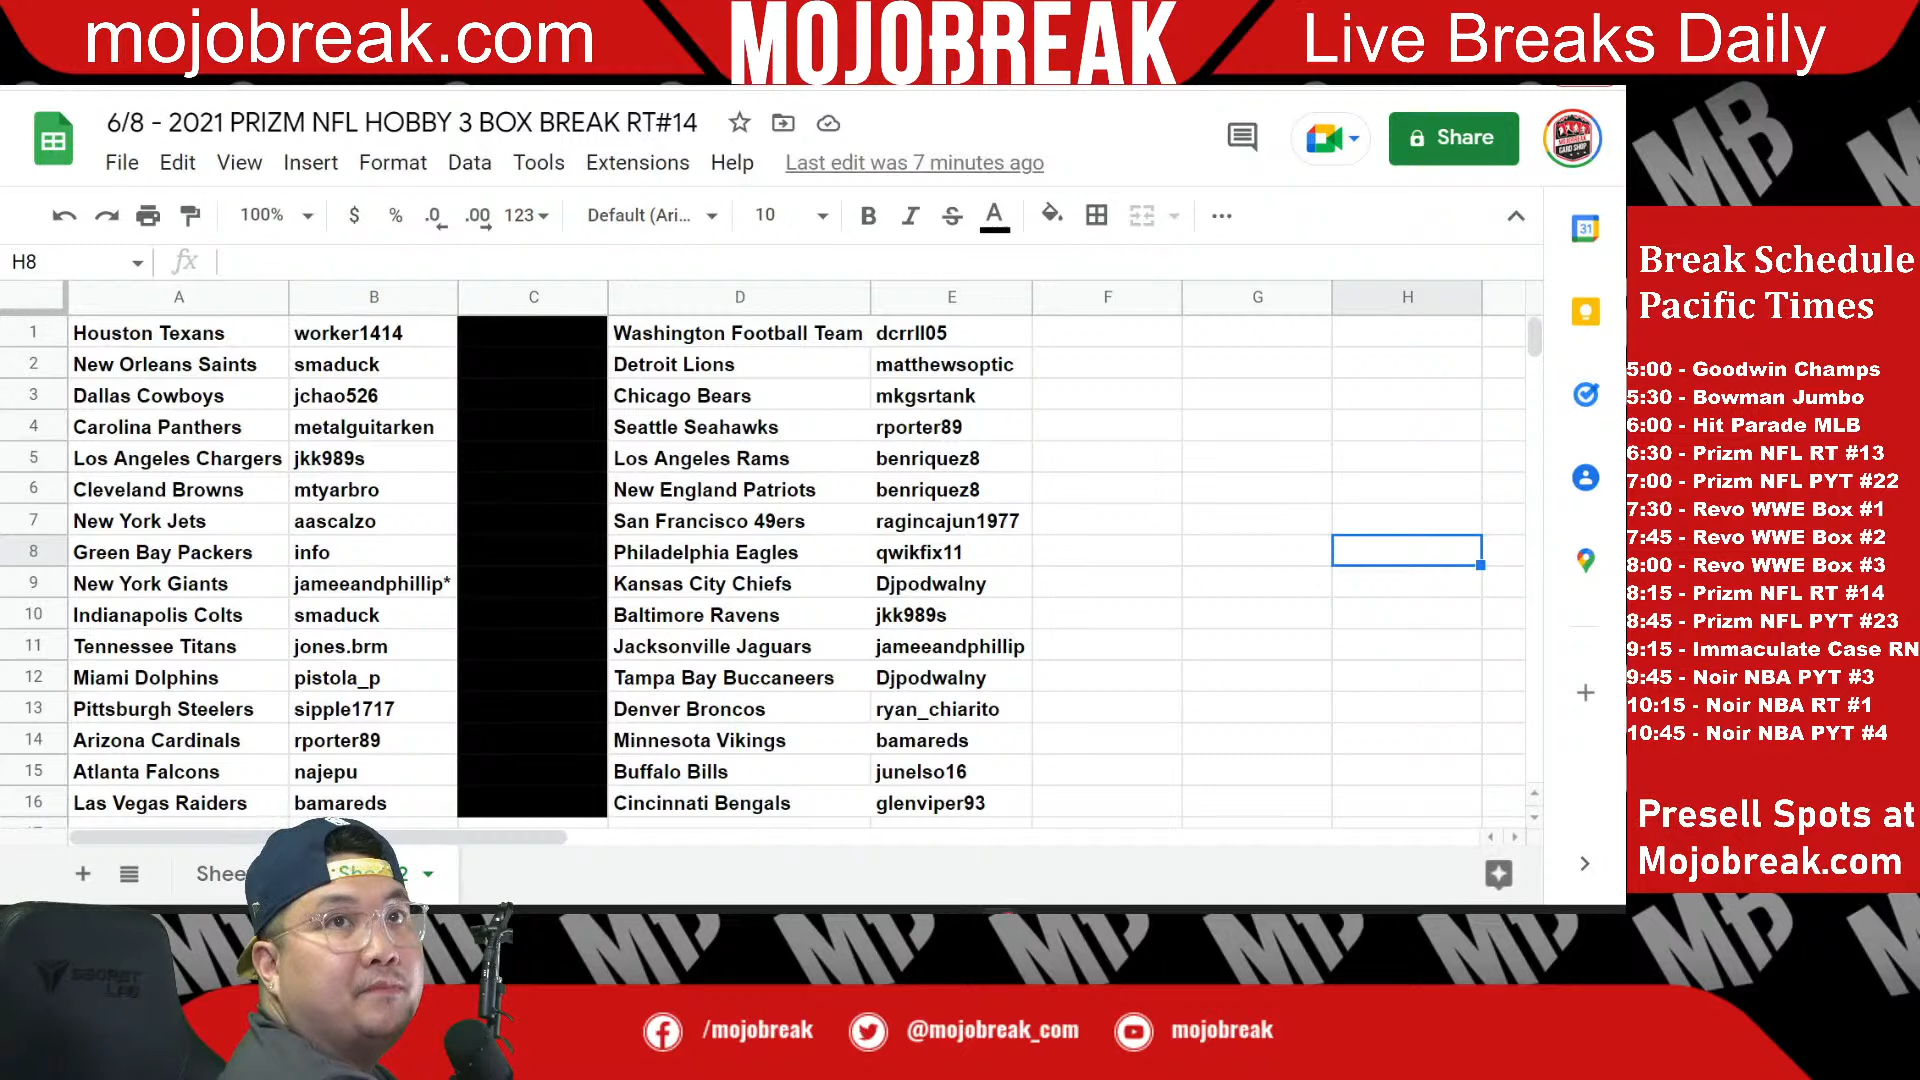 mojobreak.com
MOJOBREAK
Live Breaks Daily
6/8 - 2021 PRIZM NFL HOBBY 3 BOX BREAK RT#14
Share
File Edit View Insert Format Data Tools Extensions Help Last edit was 7 minutes ago
100% $ % .0 .00 123 Default (Ari... 10 B I S A ...
31
H8 fx
A B C D E F G H
1 Houston Texans worker1414 Washington Football Team dcrrll05
2 New Orleans Saints smaduck Detroit Lions matthewsoptic
3 Dallas Cowboys jchao526 Chicago Bears mkgsrtank
4 Carolina Panthers metalguitarken Seattle Seahawks rporter89
5 Los Angeles Chargers jkk989s Los Angeles Rams benriquez8
6 Cleveland Browns mtyarbro New England Patriots benriquez8
7 New York Jets aascalzo San Francisco 49ers ragincajun1977
8 Green Bay Packers info Philadelphia Eagles qwikfix11
9 New York Giants jameeandphillip* Kansas City Chiefs Djpodwalny
10 Indianapolis Colts smaduck Baltimore Ravens jkk989s
11 Tennessee Titans jones.brm Jacksonville Jaguars jameeandphillip
12 Miami Dolphins pistola_p Tampa Bay Buccaneers Djpodwalny
13 Pittsburgh Steelers sipple1717 Denver Broncos ryan_chiarito
14 Arizona Cardinals rporter89 Minnesota Vikings bamareds
15 Atlanta Falcons najepu Buffalo Bills junelso16
16 Las Vegas Raiders bamareds Cincinnati Bengals glenviper93
Break Schedule
Pacific Times
5:00 - Goodwin Champs
5:30 - Bowman Jumbo
6:00 - Hit Parade MLB
6:30 - Prizm NFL RT #13
7:00 - Prizm NFL PYT #22
7:30 - Revo WWE Box #1
7:45 - Revo WWE Box #2
8:00 - Revo WWE Box #3
8:15 - Prizm NFL RT #14
8:45 - Prizm NFL PYT #23
9:15 - Immaculate Case RN
9:45 - Noir NBA PYT #3
10:15 - Noir NBA RT #1
10:45 - Noir NBA PYT #4
Presell Spots at
Mojobreak.com
SECRET
LAB
/mojobreak @mojobreak_com mojobreak